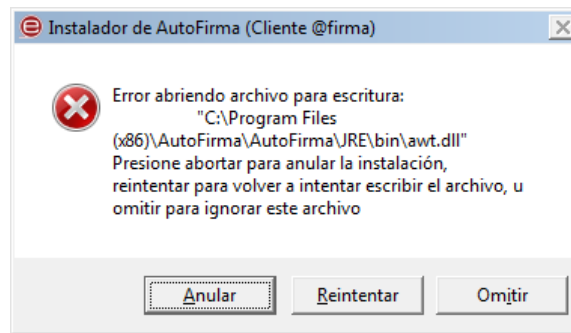 Instalador de AutoFirma (Cliente @firma)
Error abriendo archivo para escritura:
"C:\Program Files
(x86)\AutoFirma\AutoFirma\JRE\bin\awt.dll"
Presione abortar para anular la instalación,
reintentar para volver a intentar escribir el archivo, u
omitir para ignorar este archivo
Anular Reintentar Omitir